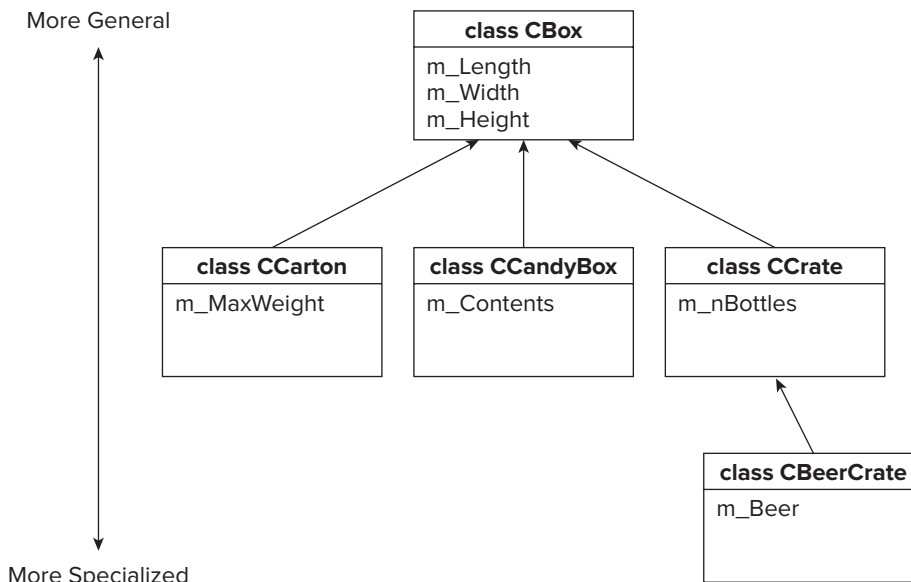 More General
class CBox
m_Length
m_Width
m_Height
class CCarton
m_MaxWeight
class CCandyBox
m_Contents
class CCrate
m_nBottles
class CBeerCrate
m_Beer
More Specialized